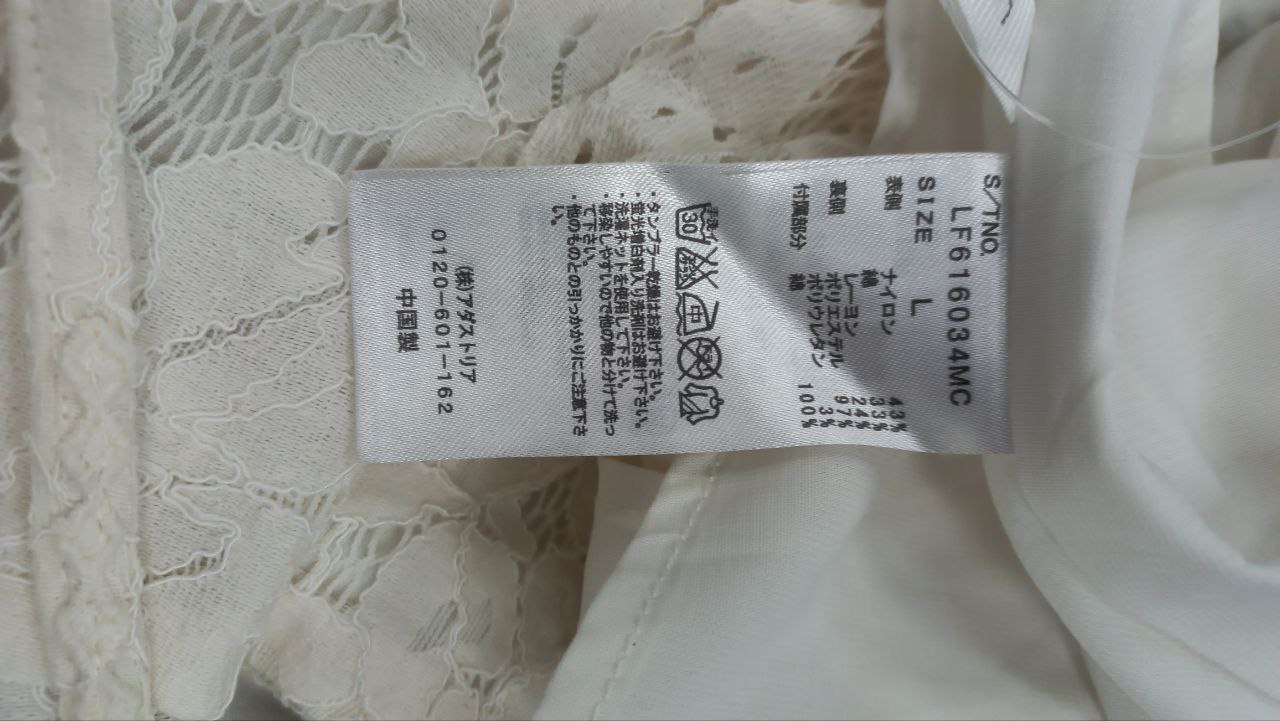 S/TNO.
LF616034MC
SIZE L
表側 ナイロン 43%
綿 33%
レーヨン 24%
裏側 ポリエステル 97%
ポリウレタン 3%
付属部分 綿 100%
手洗イ
30
・タンブラー乾燥はお避け下さい。
・蛍光増白剤入り洗剤はお避け下さい。
・洗濯ネットを使用して下さい。
・移染しやすいので他の物と分けて洗っ
て下さい。
・他のものとの引っかかりにご注意下さ
い。
(株)アダストリア
0120-601-162
中国製